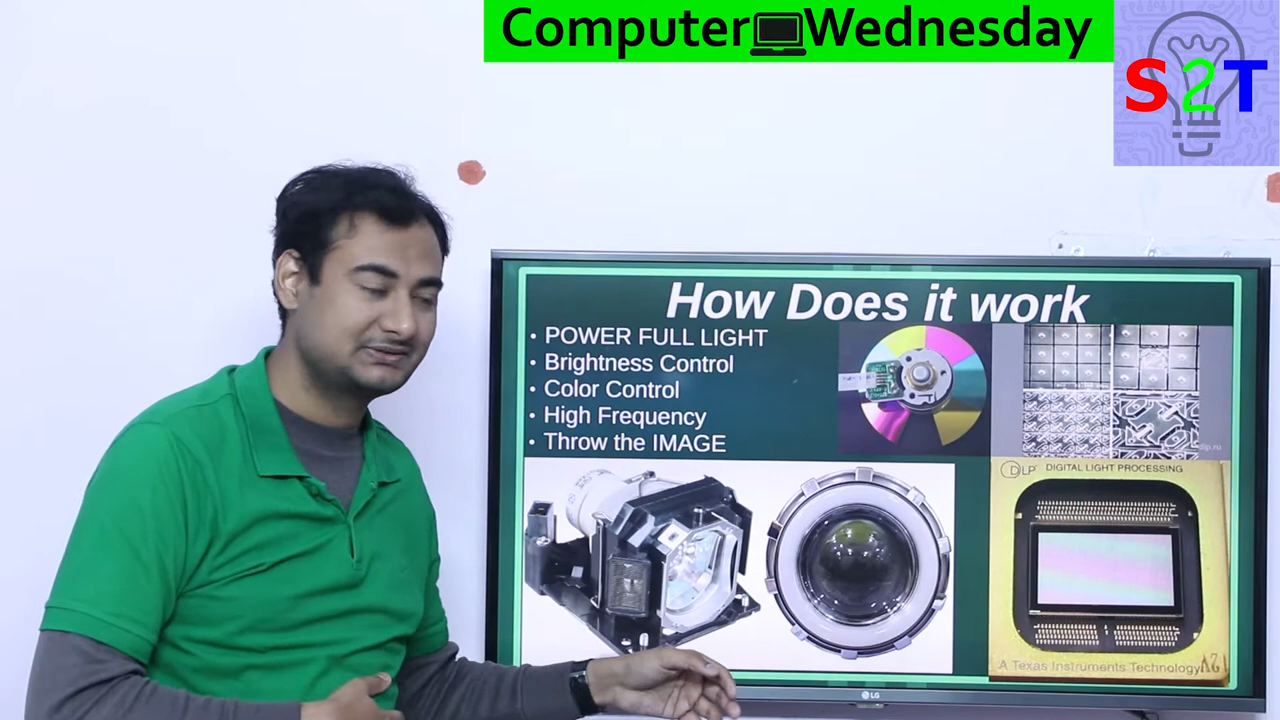 Computer Wednesday
S2T
How Does it work
• POWER FULL LIGHT
• Brightness Control
• Color Control
• High Frequency
• Throw the IMAGE
DLP DIGITAL LIGHT PROCESSING
A Texas Instruments Technology
LG